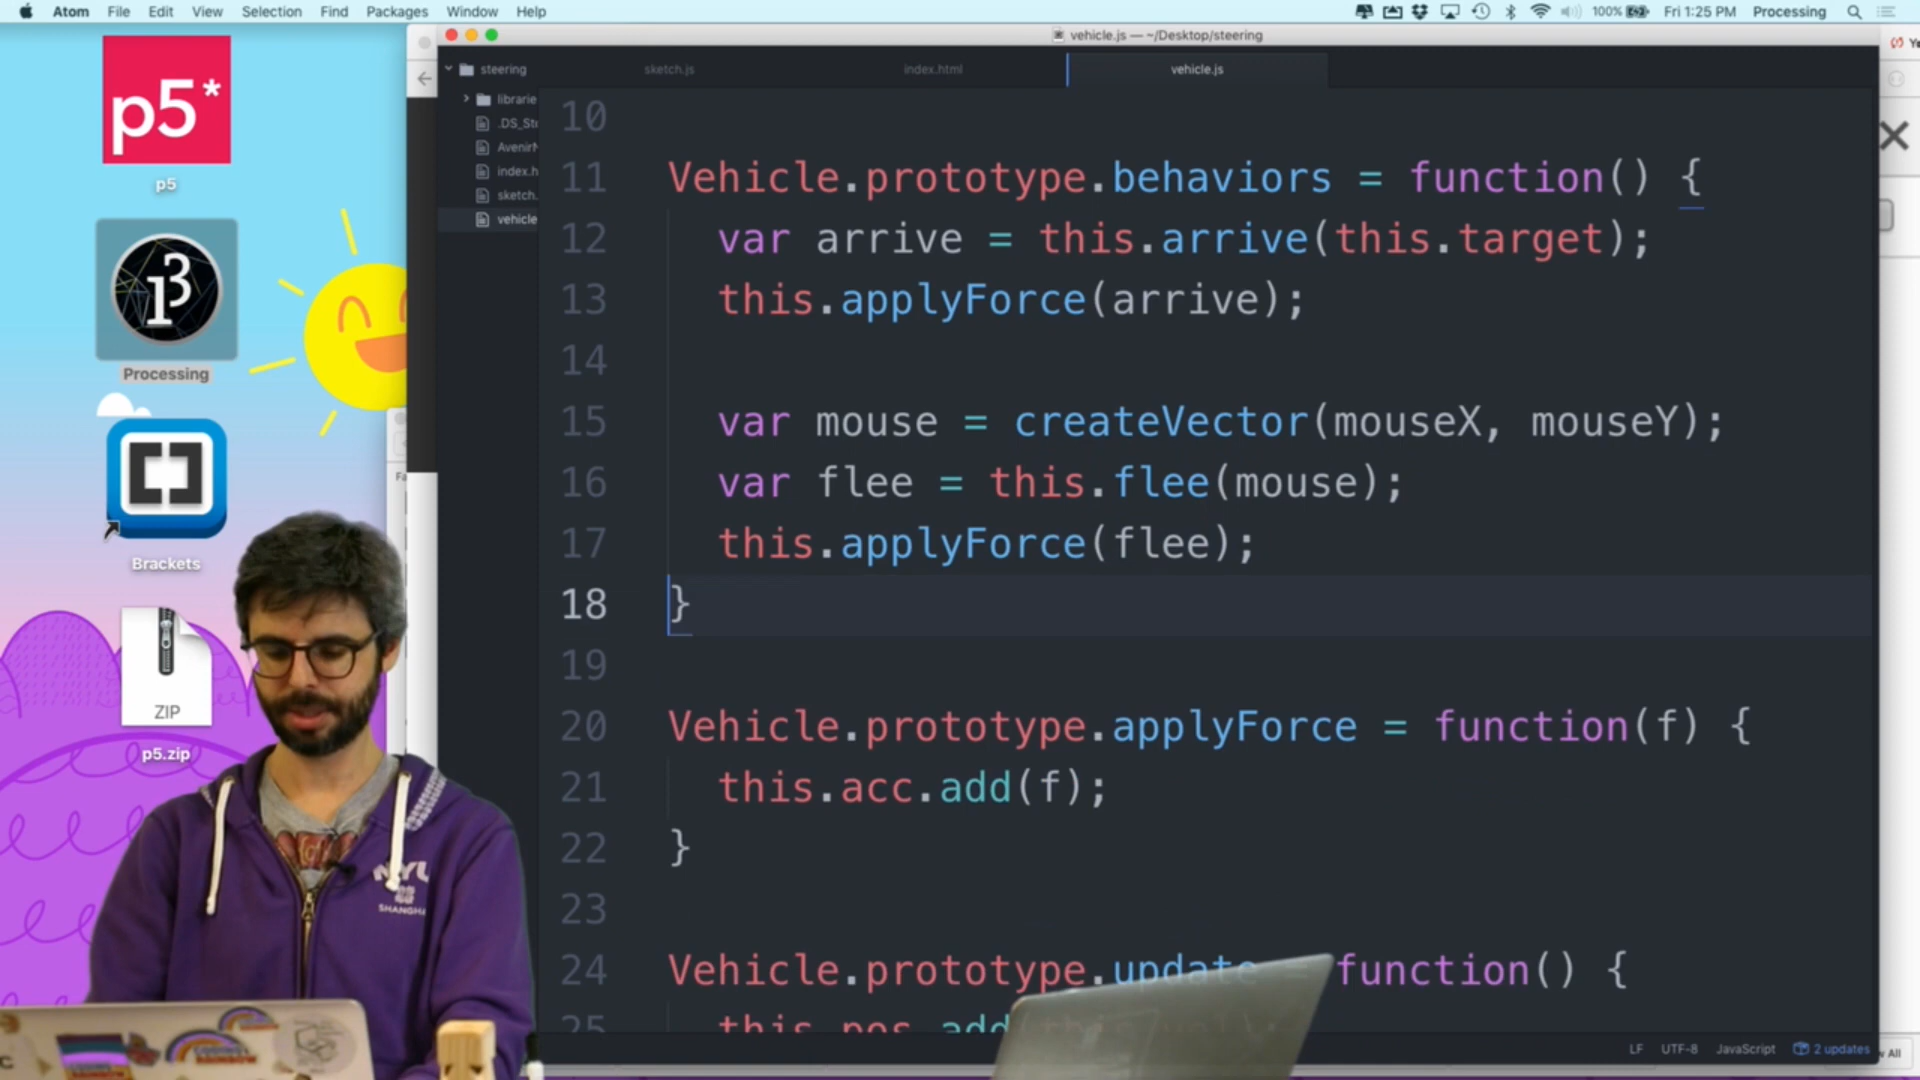 Atom File Edit View Selection Find Packages Window Help
100% Fri 1:25 PM Processing
vehicle.js — ~/Desktop/steering
steering
sketch.js
index.html
vehicle.js
librarie
.DS_Sto
index.h
sketch.
vehicle
p5*
p5
Processing
Brackets
ZIP
p5.zip
10
11 Vehicle.prototype.behaviors = function() {
12 var arrive = this.arrive(this.target);
13 this.applyForce(arrive);
14
15 var mouse = createVector(mouseX, mouseY);
16 var flee = this.flee(mouse);
17 this.applyForce(flee);
18 }
19
20 Vehicle.prototype.applyForce = function(f) {
21 this.acc.add(f);
22 }
23
24 Vehicle.prototype.update = function() {
25 this.pos.add(
LF UTF-8 JavaScript 2 updates
NYU
SHANGHA